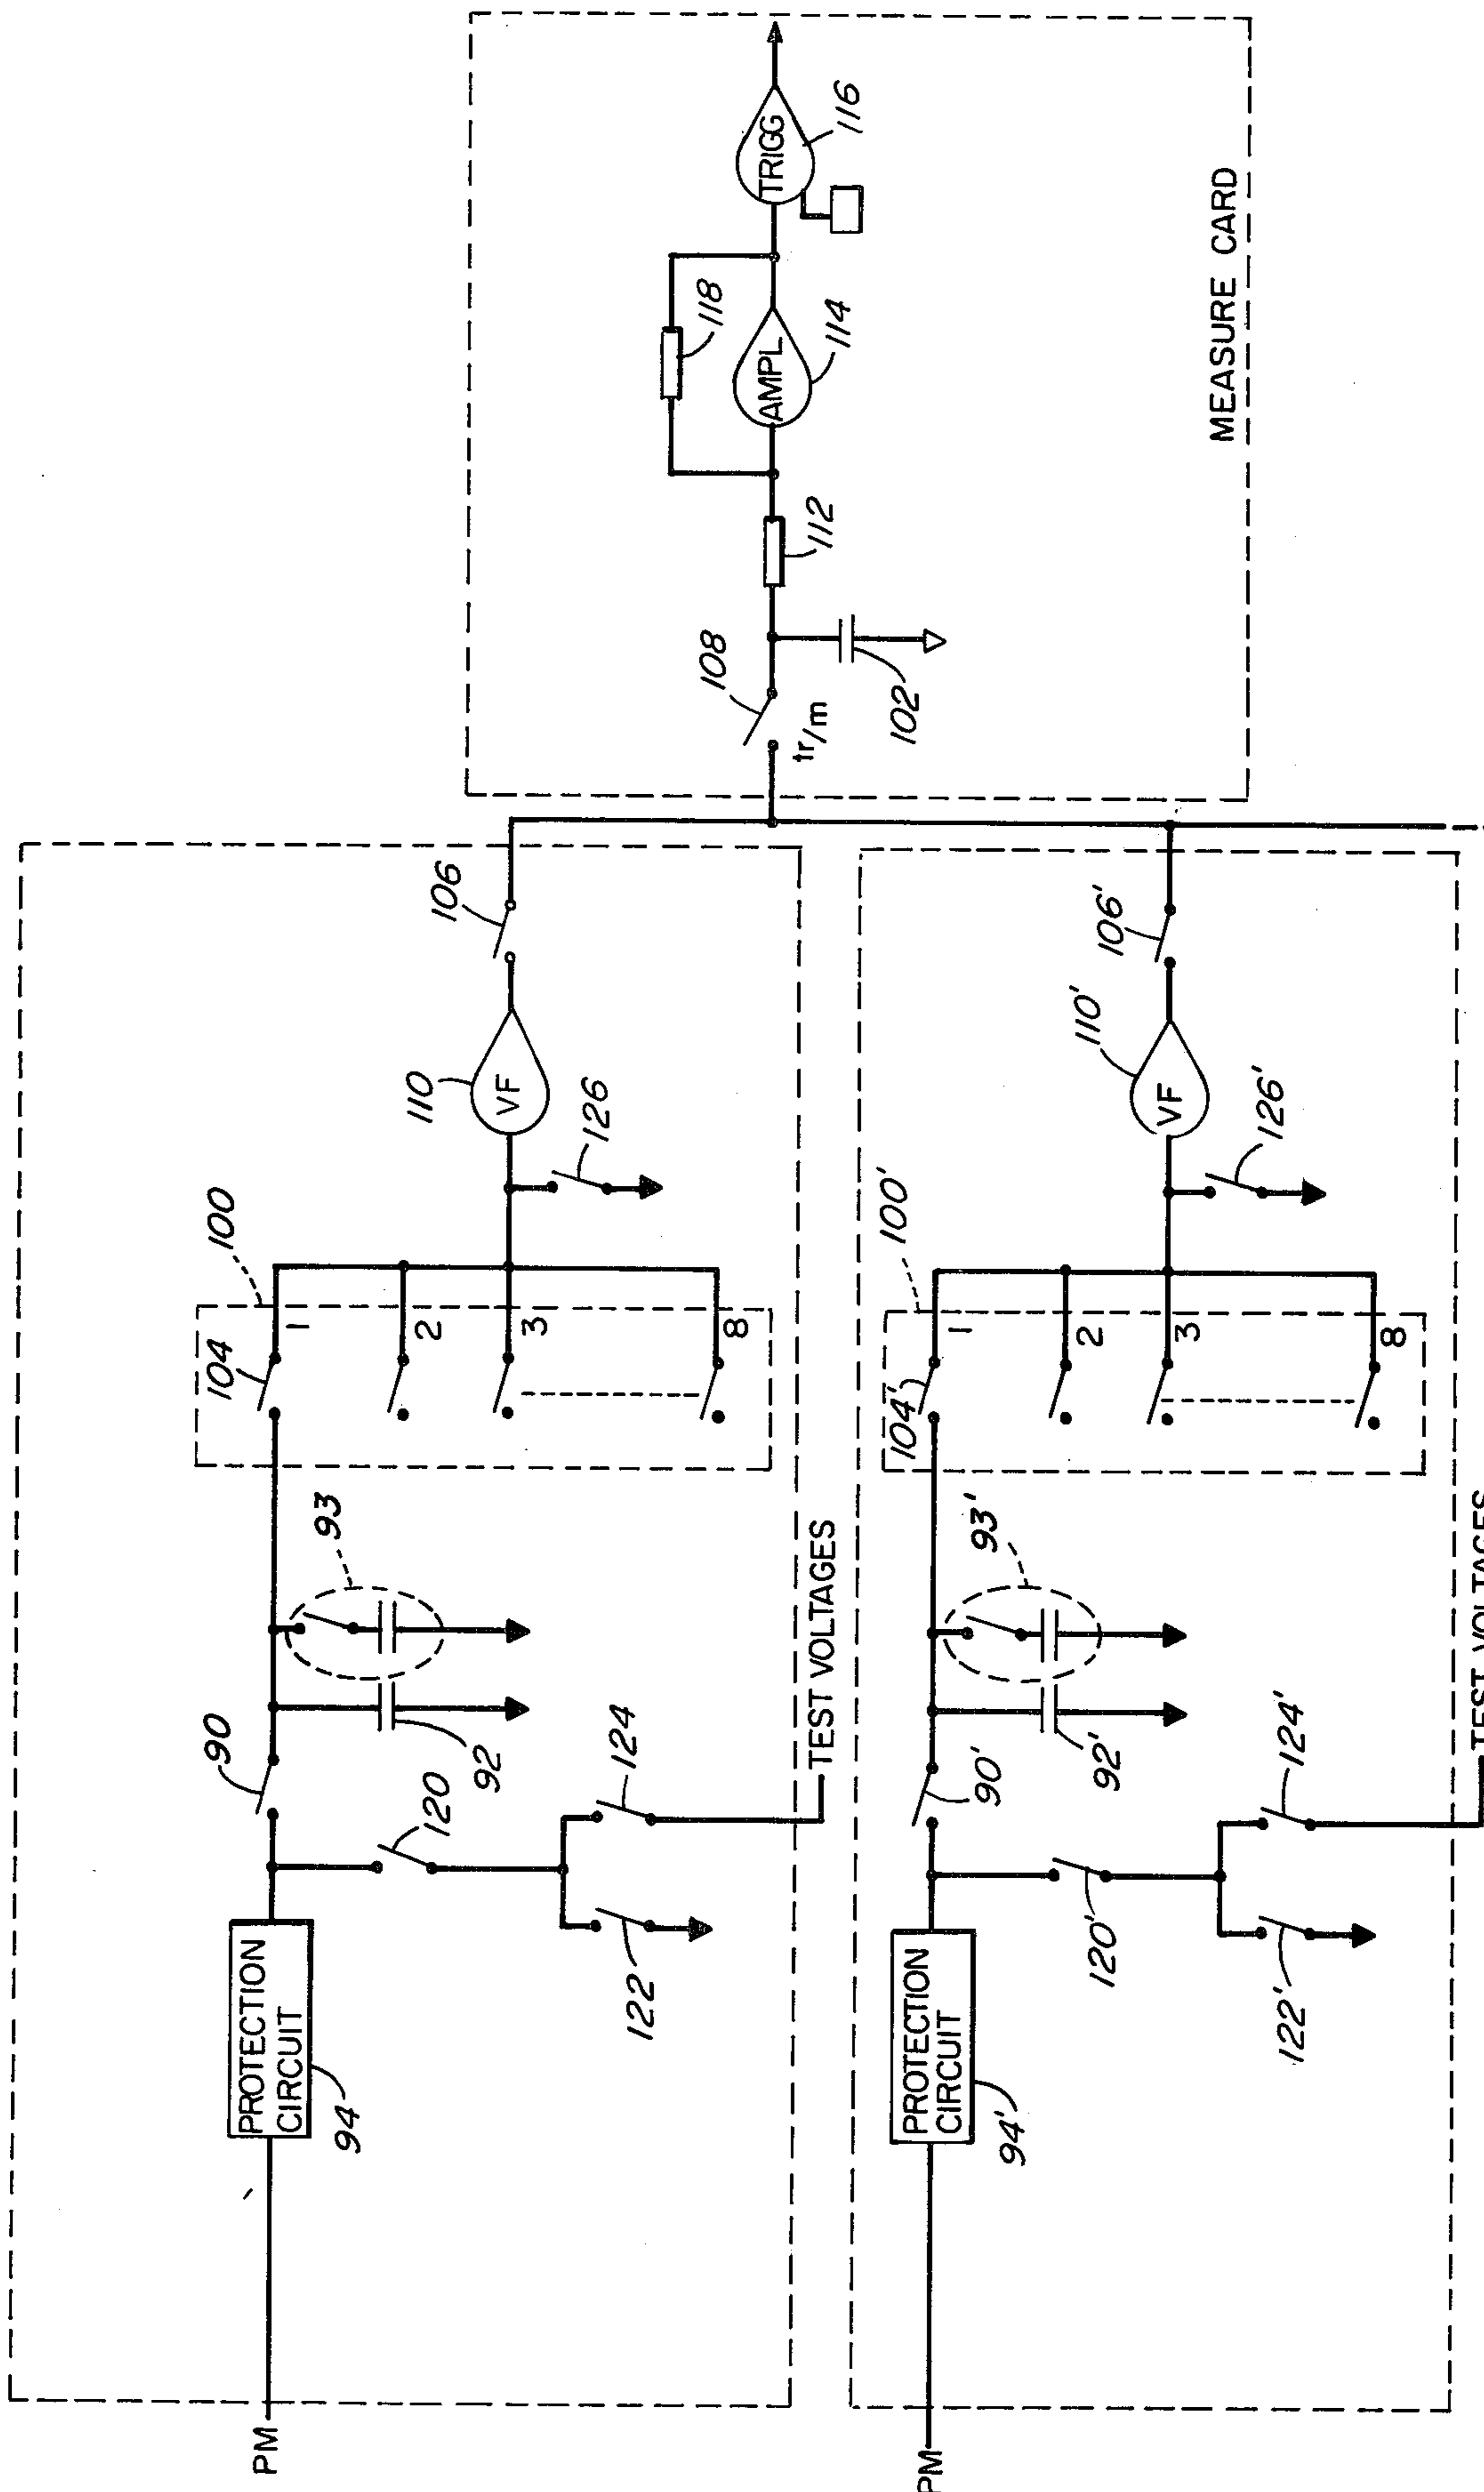 PM
PROTECTION
CIRCUIT
94
90
92
93
120
122
124
TEST VOLTAGES
100
104
1
2
3
8
126
110
VF
106
PM
PROTECTION
CIRCUIT
94'
90'
92'
93'
120'
122'
124'
TEST VOLTAGES
100'
104'
1
2
3
8
126'
110'
VF
106'
108
tr/m
102
112
118
AMPL
114
TRIGG
116
MEASURE CARD